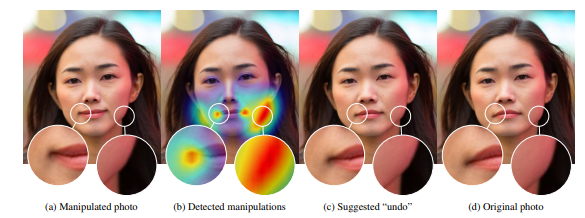 (a) Manipulated photo
(b) Detected manipulations
(c) Suggested “undo”
(d) Original photo